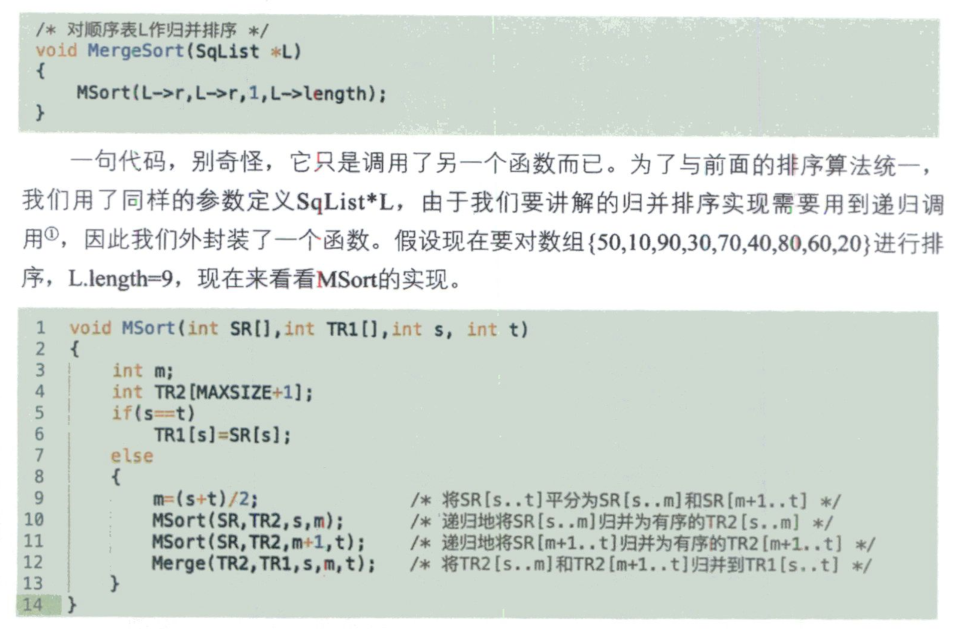 /* 对顺序表L作归并排序 */
void MergeSort(SqList *L)
{
    MSort(L->r,L->r,1,L->length);
}
一句代码，别奇怪，它只是调用了另一个函数而已。为了与前面的排序算法统一，
我们用了同样的参数定义SqList*L，由于我们要讲解的归并排序实现需要用到递归调
用①，因此我们外封装了一个函数。假设现在要对数组{50,10,90,30,70,40,80,60,20}进行排
序，L.length=9，现在来看看MSort的实现。
1 void MSort(int SR[],int TR1[],int s, int t)
2 {
3     int m;
4     int TR2[MAXSIZE+1];
5     if(s==t)
6         TR1[s]=SR[s];
7     else
8     {
9         m=(s+t)/2; /* 将SR[s..t]平分为SR[s..m]和SR[m+1..t] */
10         MSort(SR,TR2,s,m); /* 递归地将SR[s..m]归并为有序的TR2[s..m] */
11         MSort(SR,TR2,m+1,t); /* 递归地将SR[m+1..t]归并为有序的TR2[m+1..t] */
12         Merge(TR2,TR1,s,m,t); /* 将TR2[s..m]和TR2[m+1..t]归并到TR1[s..t] */
13     }
14 }